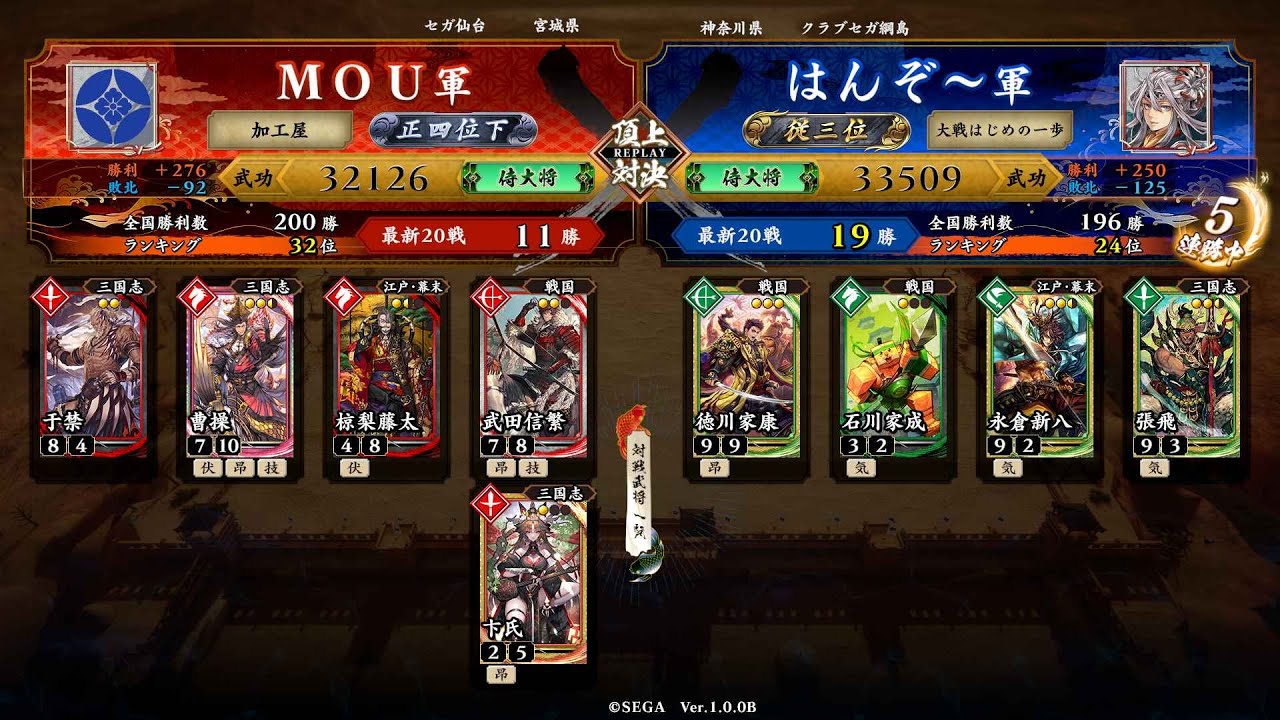 セガ仙台 宮城県
神奈川県 クラブセガ綱島
MOU軍
はんぞ～軍
加工屋 正四位下
従三位 大戦はじめの一歩
頂上
REPLAY
対決
勝利 +276
敗北 -92
武功 32126 侍大将
侍大将 33509 武功
勝利 +250
敗北 -125
全国勝利数 200勝
ランキング 32位
最新20戦 11勝
最新20戦 19勝
全国勝利数 196勝
ランキング 24位
5
連勝中
三国志
于禁
8 4
三国志
曹操
7 10
伏 昂 技
江戸・幕末
椋梨藤太
4 8
伏
戦国
武田信繁
7 8
昂 技
対戦武将一覧
戦国
徳川家康
9 9
昂
戦国
石川家成
3 2
気
江戸・幕末
永倉新八
9 2
気
三国志
張飛
9 3
気
三国志
卞氏
2 5
昂
©SEGA Ver.1.0.0B